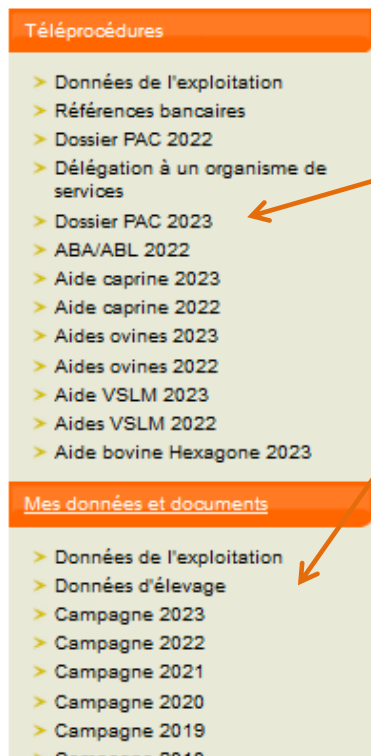 Téléprocédures
> Données de l'exploitation
> Références bancaires
> Dossier PAC 2022
> Délégation à un organisme de
services
> Dossier PAC 2023
> ABA/ABL 2022
> Aide caprine 2023
> Aide caprine 2022
> Aides ovines 2023
> Aides ovines 2022
> Aide VSLM 2023
> Aides VSLM 2022
> Aide bovine Hexagone 2023
Mes données et documents
> Données de l'exploitation
> Données d'élevage
> Campagne 2023
> Campagne 2022
> Campagne 2021
> Campagne 2020
> Campagne 2019